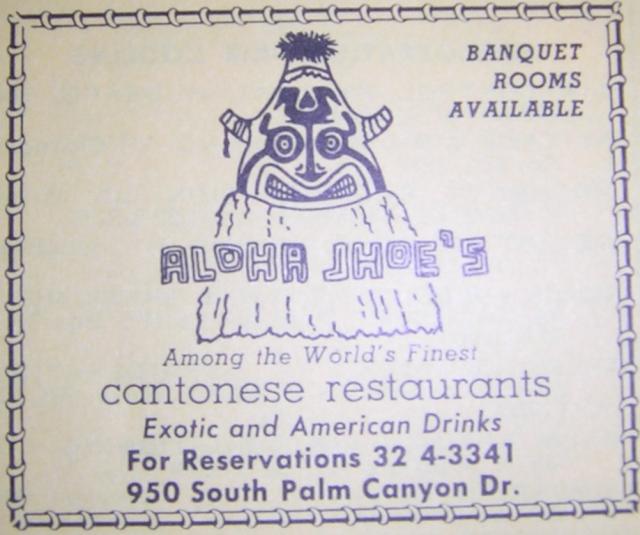 BANQUET
ROOMS
AVAILABLE
ALOHA JHOE'S
Among the World's Finest
cantonese restaurants
Exotic and American Drinks
For Reservations 32 4-3341
950 South Palm Canyon Dr.